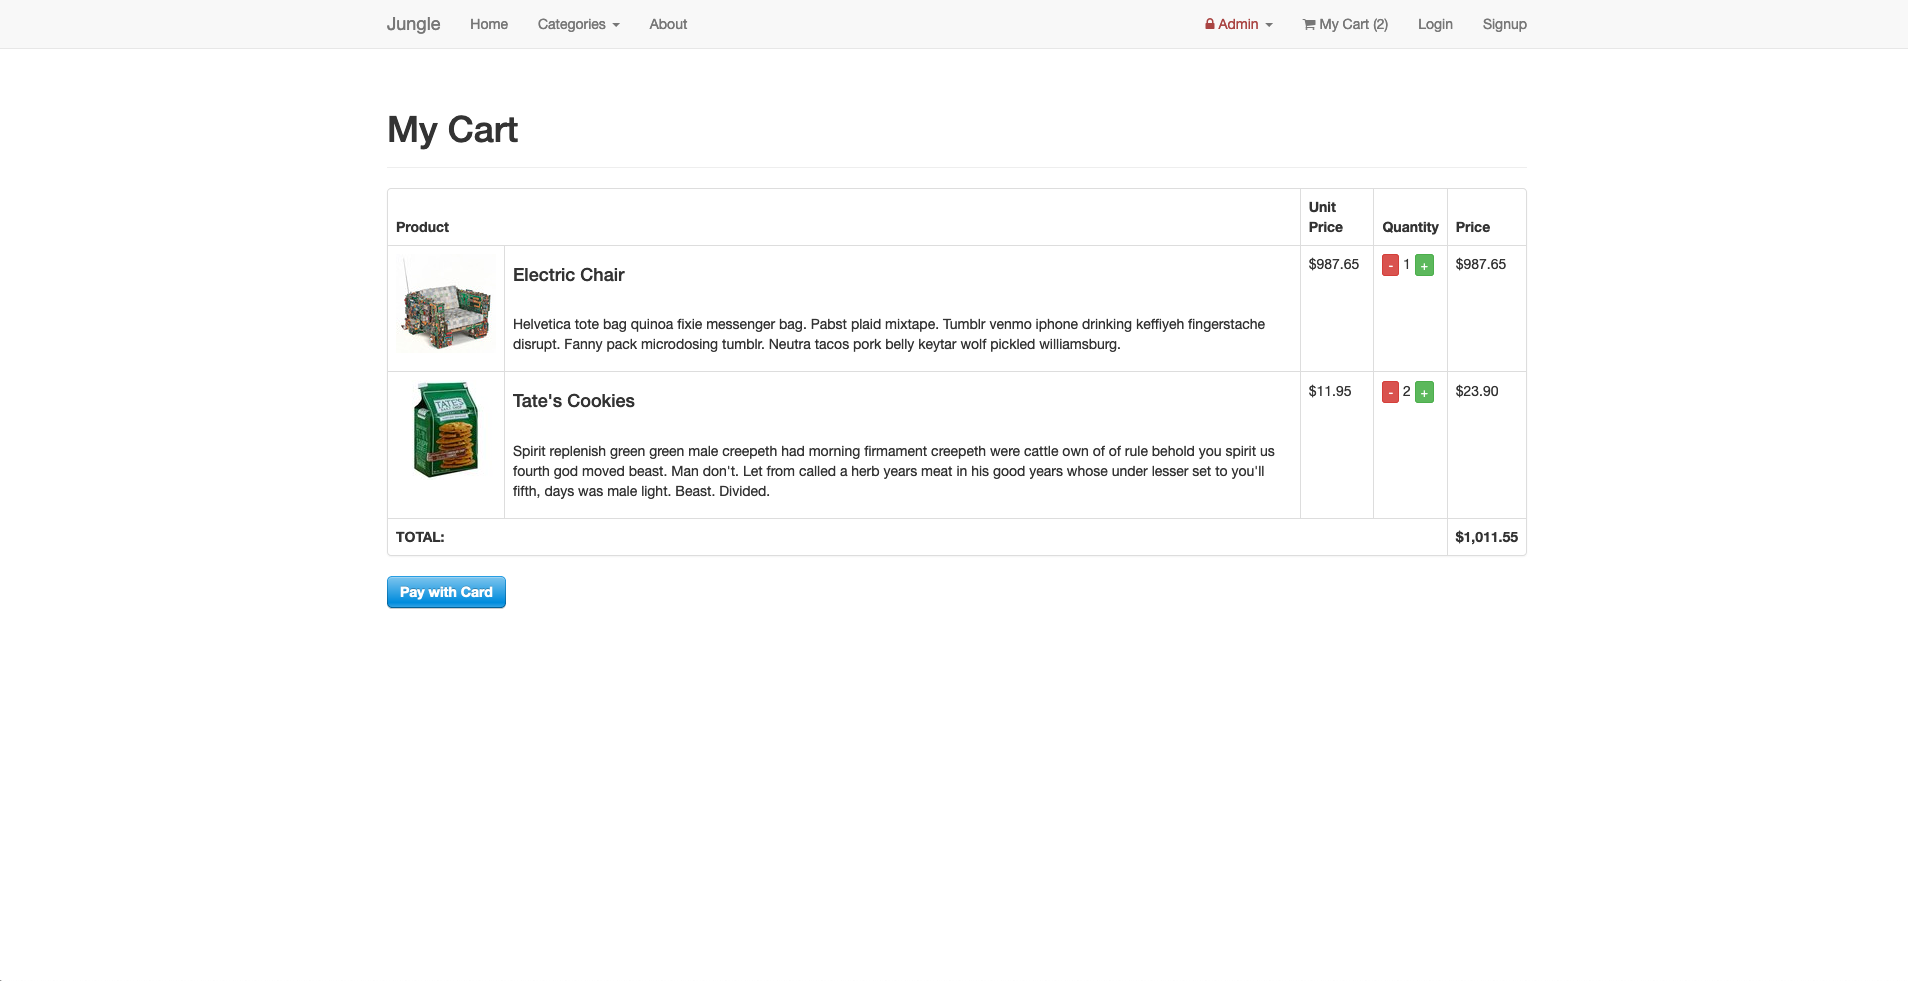 Jungle Home Categories About Admin My Cart (2) Login Signup
My Cart
Product Unit Price Quantity Price
Electric Chair $987.65 - 1 + $987.65
Helvetica tote bag quinoa fixie messenger bag. Pabst plaid mixtape. Tumblr venmo iphone drinking keffiyeh fingerstache
disrupt. Fanny pack microdosing tumblr. Neutra tacos pork belly keytar wolf pickled williamsburg.
TATE'S
Tate's Cookies $11.95 - 2 + $23.90
Spirit replenish green green male creepeth had morning firmament creepeth were cattle own of of rule behold you spirit us
fourth god moved beast. Man don't. Let from called a herb years meat in his good years whose under lesser set to you'll
fifth, days was male light. Beast. Divided.
TOTAL: $1,011.55
Pay with Card